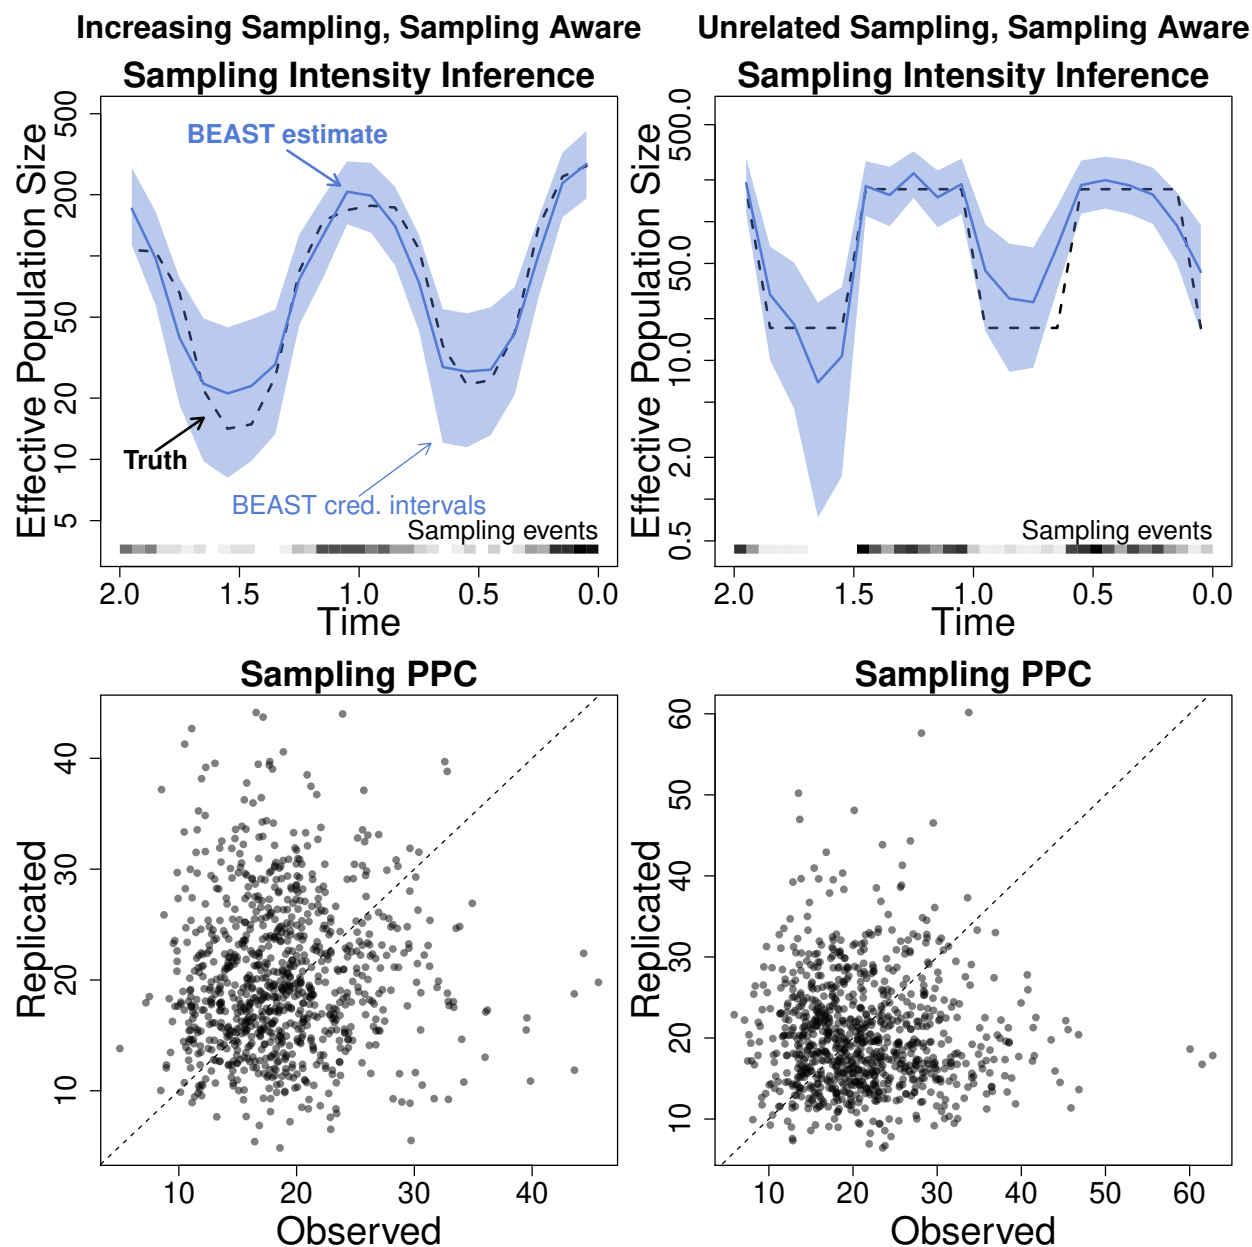 Increasing Sampling, Sampling Aware
Sampling Intensity Inference
Effective Population Size
500
200
50
20
10
5
BEAST estimate
Truth
BEAST cred. intervals
Sampling events
2.0 1.5 1.0 0.5 0.0
Time
Unrelated Sampling, Sampling Aware
Sampling Intensity Inference
Effective Population Size
500.0
50.0
10.0
2.0
0.5
Sampling events
2.0 1.5 1.0 0.5 0.0
Time
Sampling PPC
Replicated
40
30
20
10
10 20 30 40
Observed
Sampling PPC
Replicated
60
50
40
30
20
10
10 20 30 40 50 60
Observed